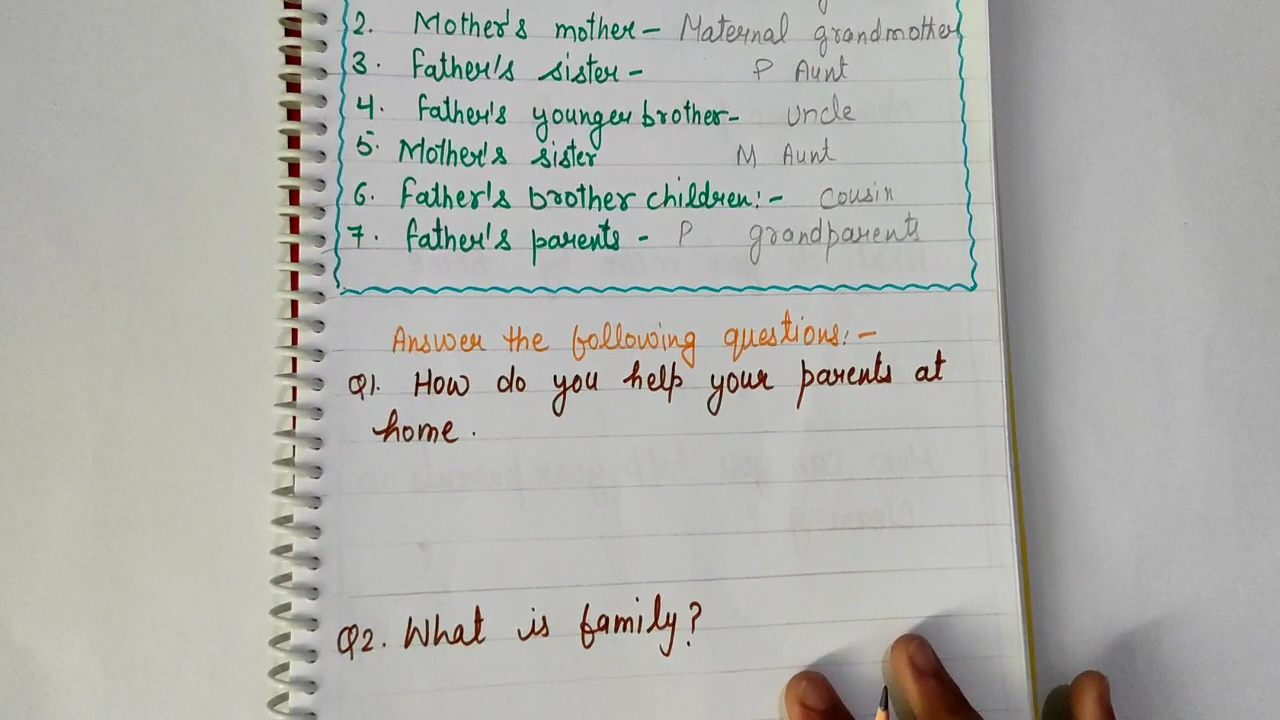 2. Mother's mother - Maternal grandmother
3. Father's sister - P Aunt
4. Father's younger brother- uncle
5. Mother's sister M Aunt
6. Father's brother children:- cousin
7. Father's parents - P grandparents
Answer the following questions:-
Q1. How do you help your parents at
home.
Q2. What is family?